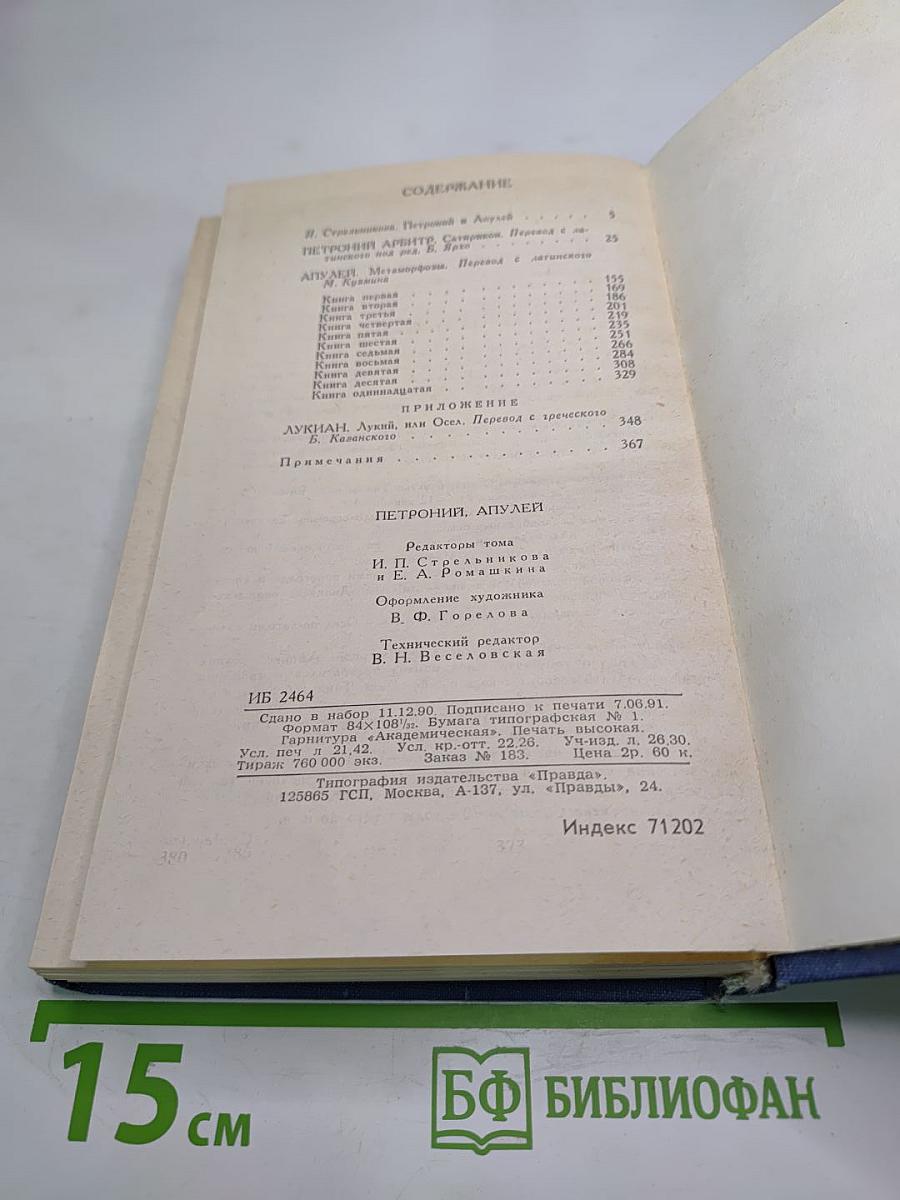 СОДЕРЖАНИЕ
И. Стрельникова. Петроний и Апулей . . . . . 5
ПЕТРОНИЙ АРБИТР. Сатирикон. Перевод с ла-
тинского под ред. Б. Ярхо . . . . . . . 25
АПУЛЕЙ. Метаморфозы. Перевод с латинского
М. Кузмина
Книга первая . . . . . . . . . 155
Книга вторая . . . . . . . . . 169
Книга третья . . . . . . . . . 186
Книга четвертая . . . . . . . . 201
Книга пятая . . . . . . . . . 219
Книга шестая . . . . . . . . . 235
Книга седьмая . . . . . . . . . 251
Книга восьмая . . . . . . . . . 266
Книга девятая . . . . . . . . . 284
Книга десятая . . . . . . . . . 308
Книга одиннадцатая . . . . . . . . 329
ПРИЛОЖЕНИЕ
ЛУКИАН. Лукий, или Осел. Перевод с греческого
Б. Казанского . . . . . . . . . . 348
Примечания . . . . . . . . . . . 367
ПЕТРОНИЙ, АПУЛЕЙ
Редакторы тома
И. П. Стрельникова
и Е. А. Ромашкина
Оформление художника
В. Ф. Горелова
Технический редактор
В. Н. Веселовская
ИБ 2464
Сдано в набор 11.12.90. Подписано к печати 7.06.91.
Формат 84×108¹/₃₂. Бумага типографская № 1.
Гарнитура «Академическая». Печать высокая.
Усл. печ л 21,42. Усл. кр.-отт. 22.26. Уч-изд. л. 26,30.
Тираж 760 000 экз. Заказ № 183. Цена 2р. 60 к.
Типография издательства «Правда».
125865 ГСП, Москва, А-137, ул. «Правды», 24.
Индекс 71202
15 см
БФ БИБЛИОФАН